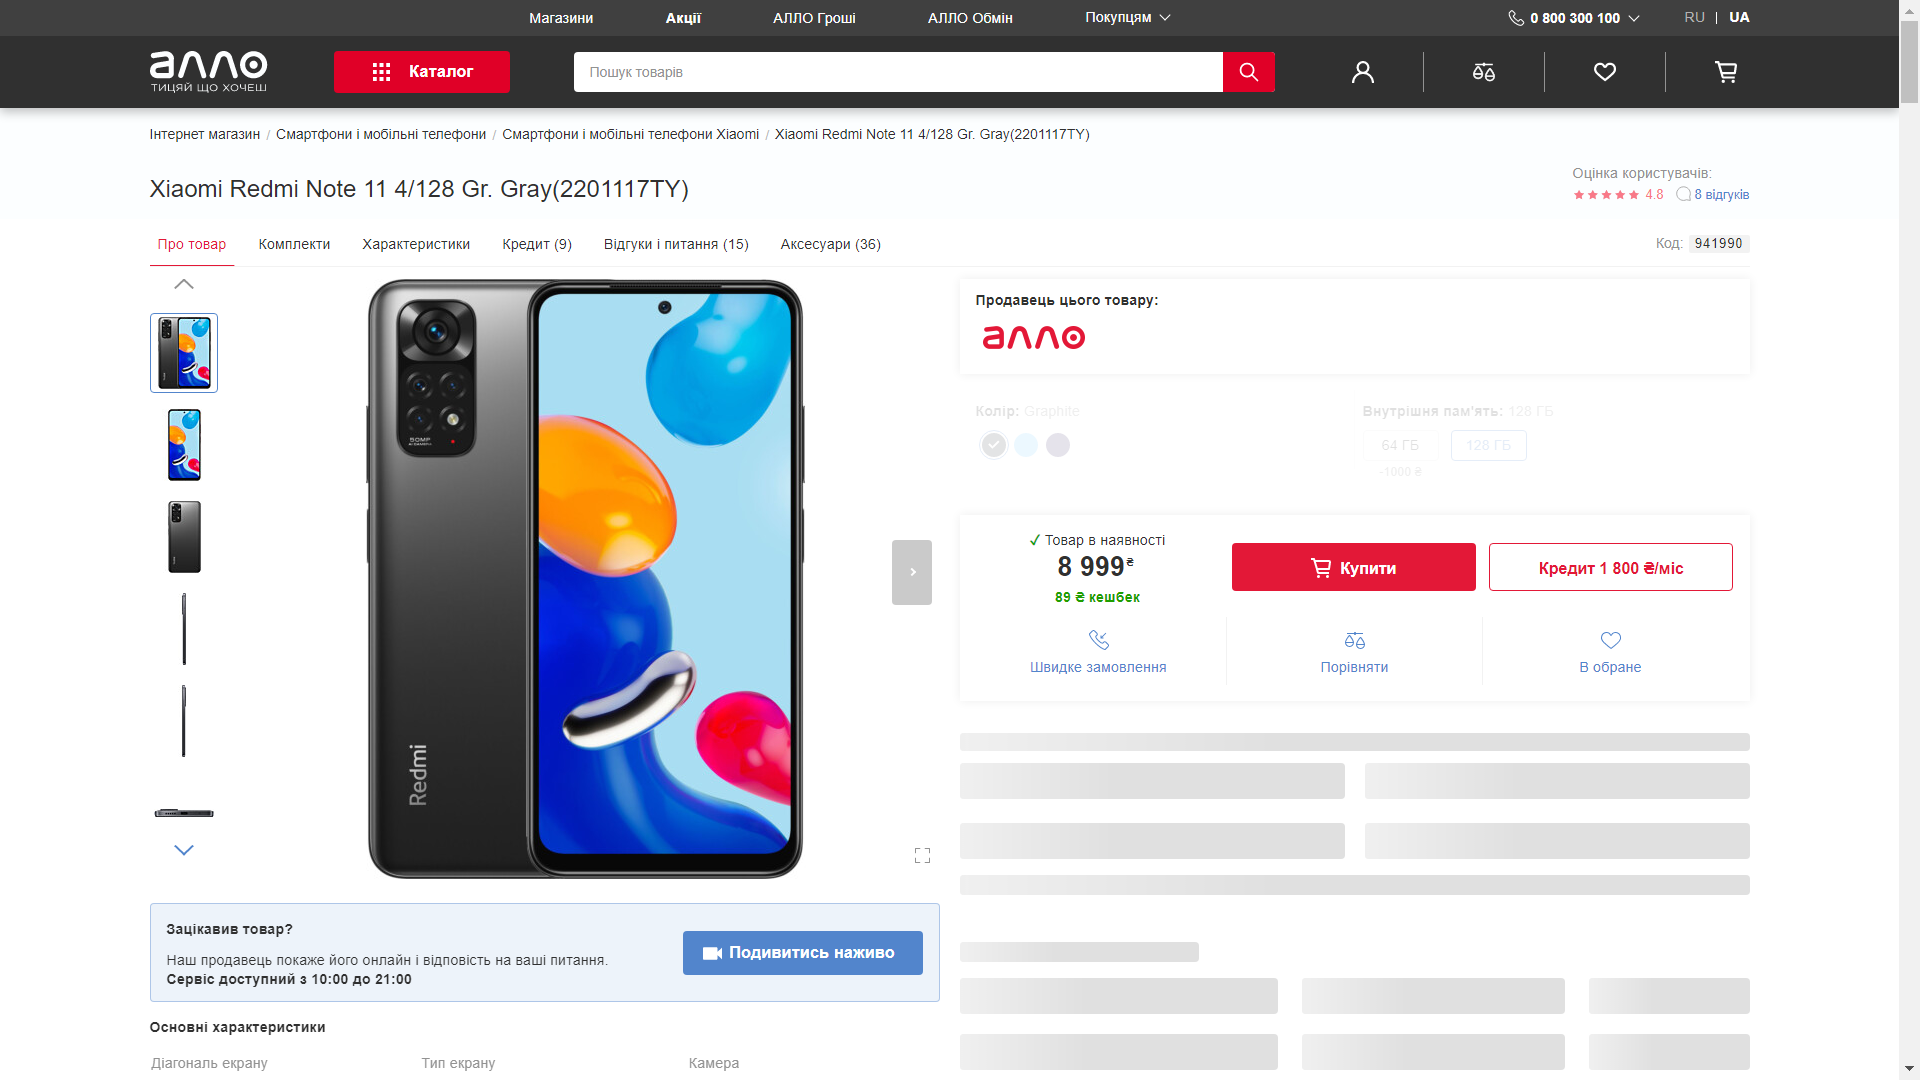 Магазини
Акції
АЛЛО Гроші
АЛЛО Обмін
Покупцям
0 800 300 100
RU | UA
алло
ТИЦЯЙ ЩО ХОЧЕШ
Каталог
Пошук товарів
Інтернет магазин / Смартфони і мобільні телефони / Смартфони і мобільні телефони Xiaomi / Xiaomi Redmi Note 11 4/128 Gr. Gray(2201117TY)
Xiaomi Redmi Note 11 4/128 Gr. Gray(2201117TY)
Оцінка користувачів:
4.8
8 відгуків
Про товар
Комплекти
Характеристики
Кредит (9)
Відгуки і питання (15)
Аксесуари (36)
Код: 941990
50MP
AI CAMERA
Redmi
Продавець цього товару:
алло
Колір: Graphite
Внутрішня пам'ять: 128 ГБ
64 ГБ
128 ГБ
-1000 ₴
Товар в наявності
8 999 ₴
89 ₴ кешбек
Купити
Кредит 1 800 ₴/міс
Швидке замовлення
Порівняти
В обране
Зацікавив товар?
Наш продавець покаже його онлайн і відповість на ваші питання.
Сервіс доступний з 10:00 до 21:00
Подивитись наживо
Основні характеристики
Діагональ екрану
Тип екрану
Камера